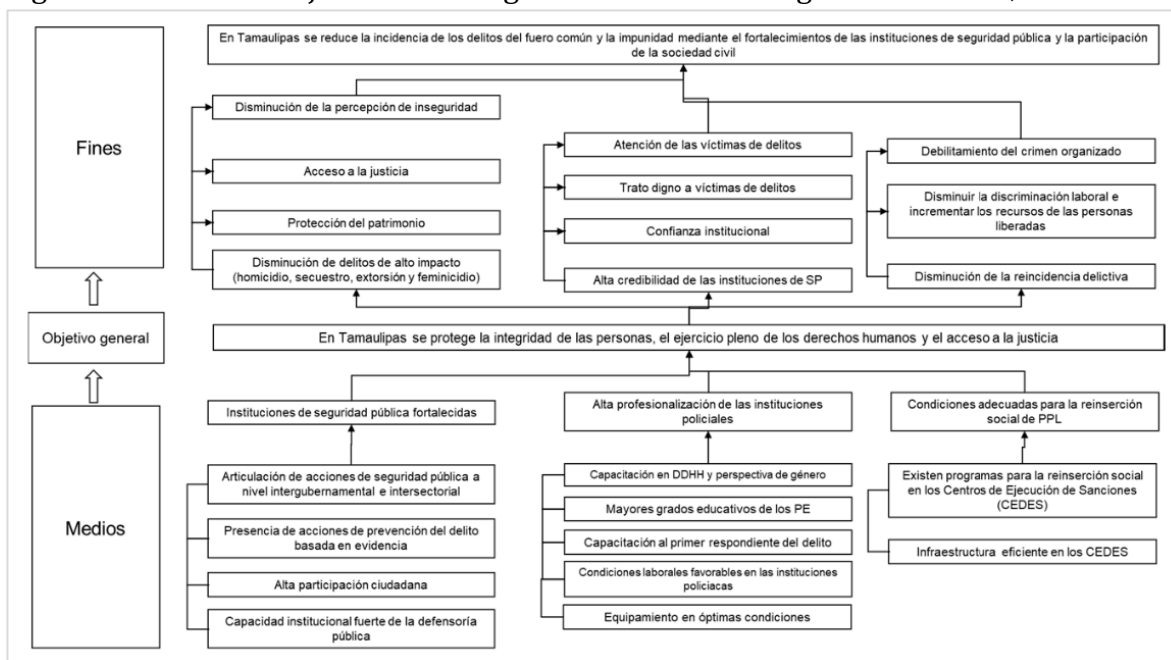 En Tamaulipas se reduce la incidencia de los delitos del fuero común y la impunidad mediante el fortalecimientos de las instituciones de seguridad pública y la participación
de la sociedad civil
Fines
Disminución de la percepción de inseguridad
Acceso a la justicia
Protección del patrimonio
Disminución de delitos de alto impacto
(homicidio, secuestro, extorsión y feminicidio)
Atención de las víctimas de delitos
Trato digno a víctimas de delitos
Confianza institucional
Alta credibilidad de las instituciones de SP
Debilitamiento del crimen organizado
Disminuir la discriminación laboral e
incrementar los recursos de las personas
liberadas
Disminución de la reincidencia delictiva
Objetivo general
En Tamaulipas se protege la integridad de las personas, el ejercicio pleno de los derechos humanos y el acceso a la justicia
Medios
Instituciones de seguridad pública fortalecidas
Articulación de acciones de seguridad pública a
nivel intergubernamental e intersectorial
Presencia de acciones de prevención del delito
basada en evidencia
Alta participación ciudadana
Capacidad institucional fuerte de la defensoría
pública
Alta profesionalización de las instituciones
policiales
Capacitación en DDHH y perspectiva de género
Mayores grados educativos de los PE
Capacitación al primer respondiente del delito
Condiciones laborales favorables en las instituciones
policiacas
Equipamiento en óptimas condiciones
Condiciones adecuadas para la reinserción
social de PPL
Existen programas para la reinserción social
en los Centros de Ejecución de Sanciones
(CEDES)
Infraestructura eficiente en los CEDES